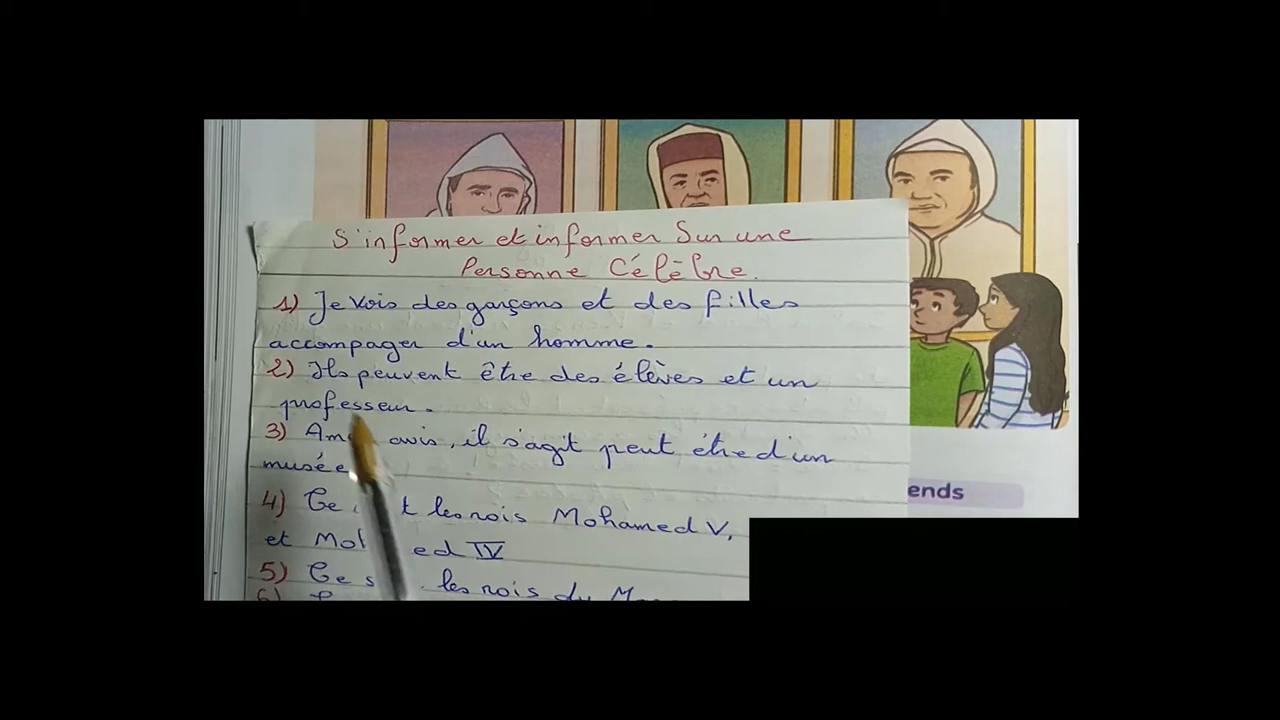 S'informer et informer Sur une
Personne Célèbre.
1) Je vois des garçons et des filles
accompager d'un homme.
2) Ils peuvent être des élèves et un
professeur.
3) avis, il s'agit peut être d'un
musée
4) les rois Mohamed V,
et IV
5) Ce les rois du
ends